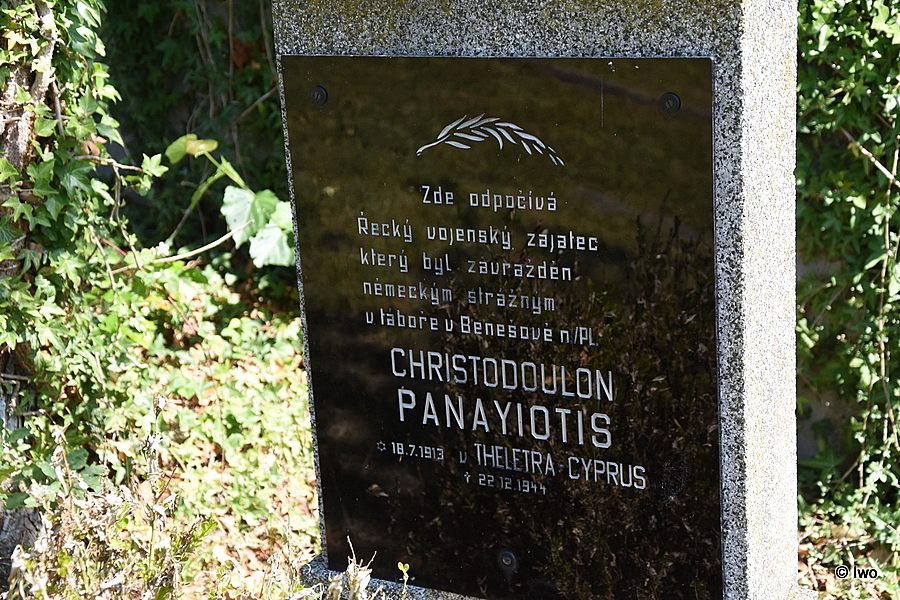 Zde odpočívá
Řecký vojenský zajatec
který byl zavražděn
německým strážným
v táboře v Benešově n/Pl.
CHRISTODOULON
PANAYIOTIS
✡ 18.7.1913 v THELETRA - CYPRUS
✝ 22.12.1944
© Iwo